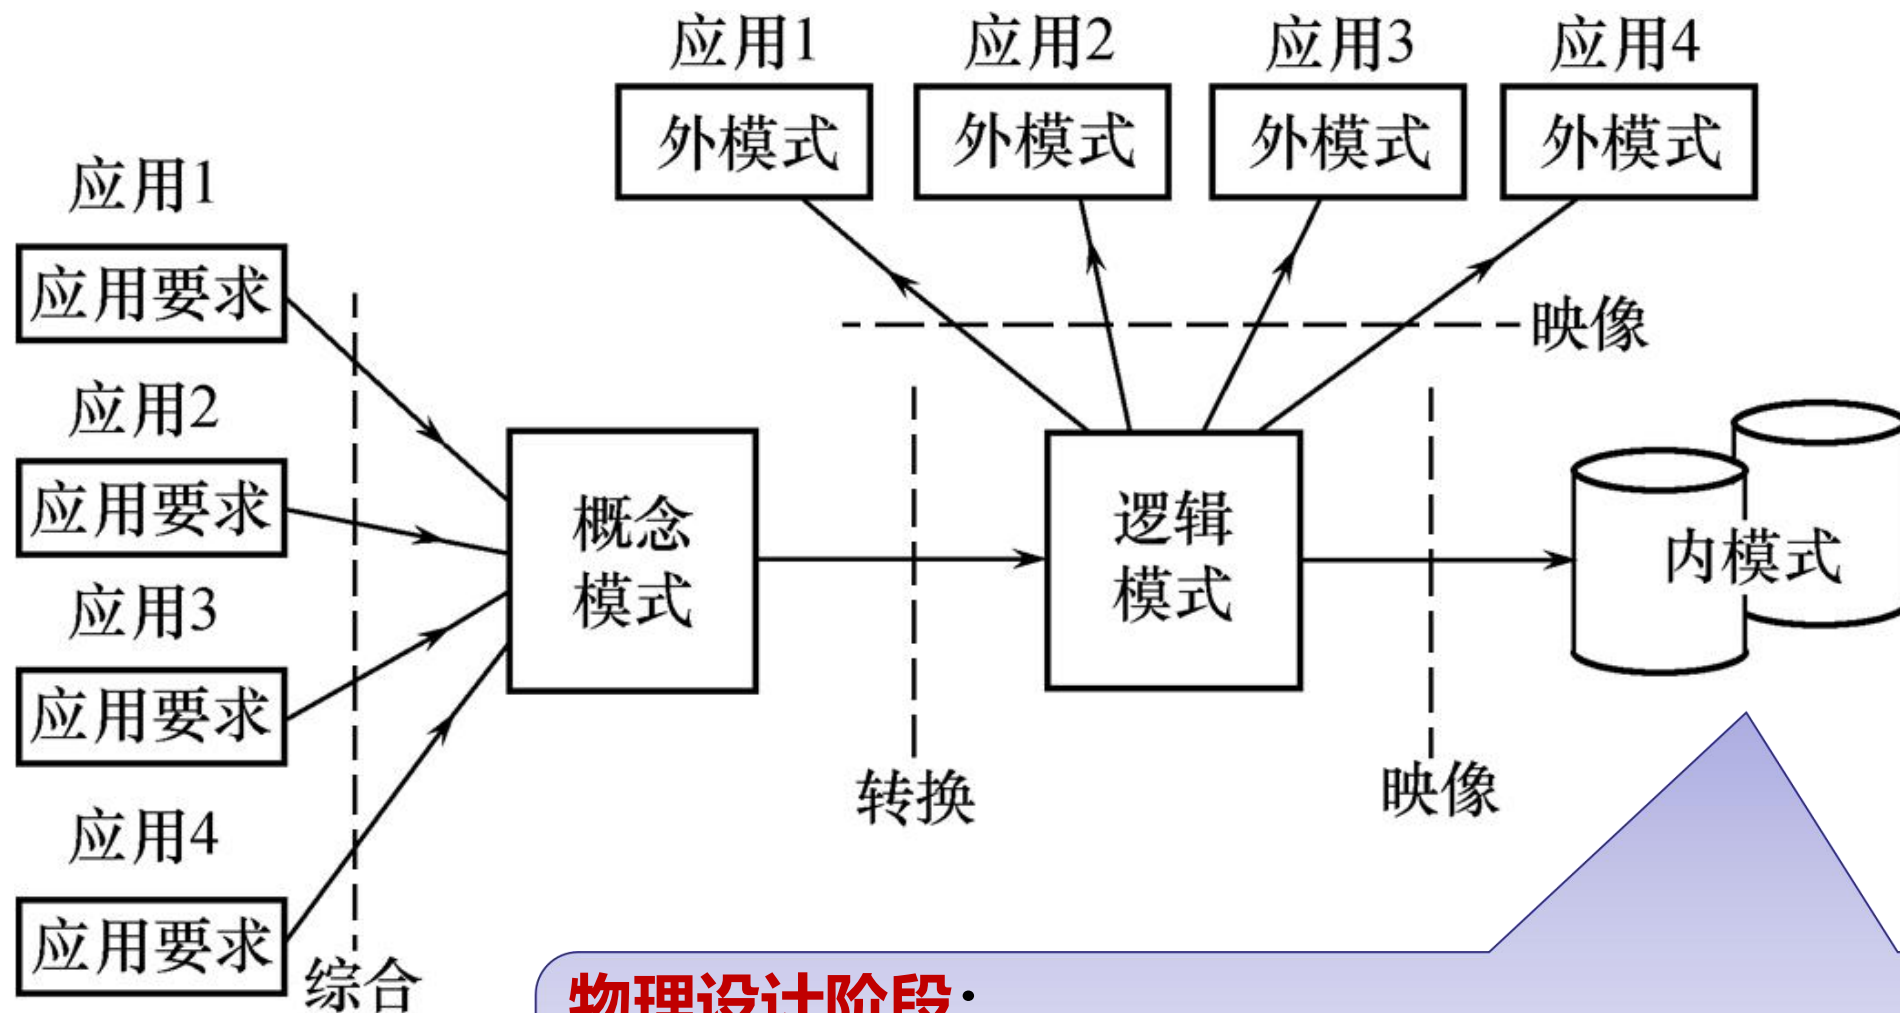 应用1
应用2
应用3
应用4
外模式
外模式
外模式
外模式
应用1
应用要求
映像
应用2
应用要求
概念
模式
逻辑
模式
内模式
应用3
应用要求
转换
映像
应用4
应用要求
综合
物理设计阶段：